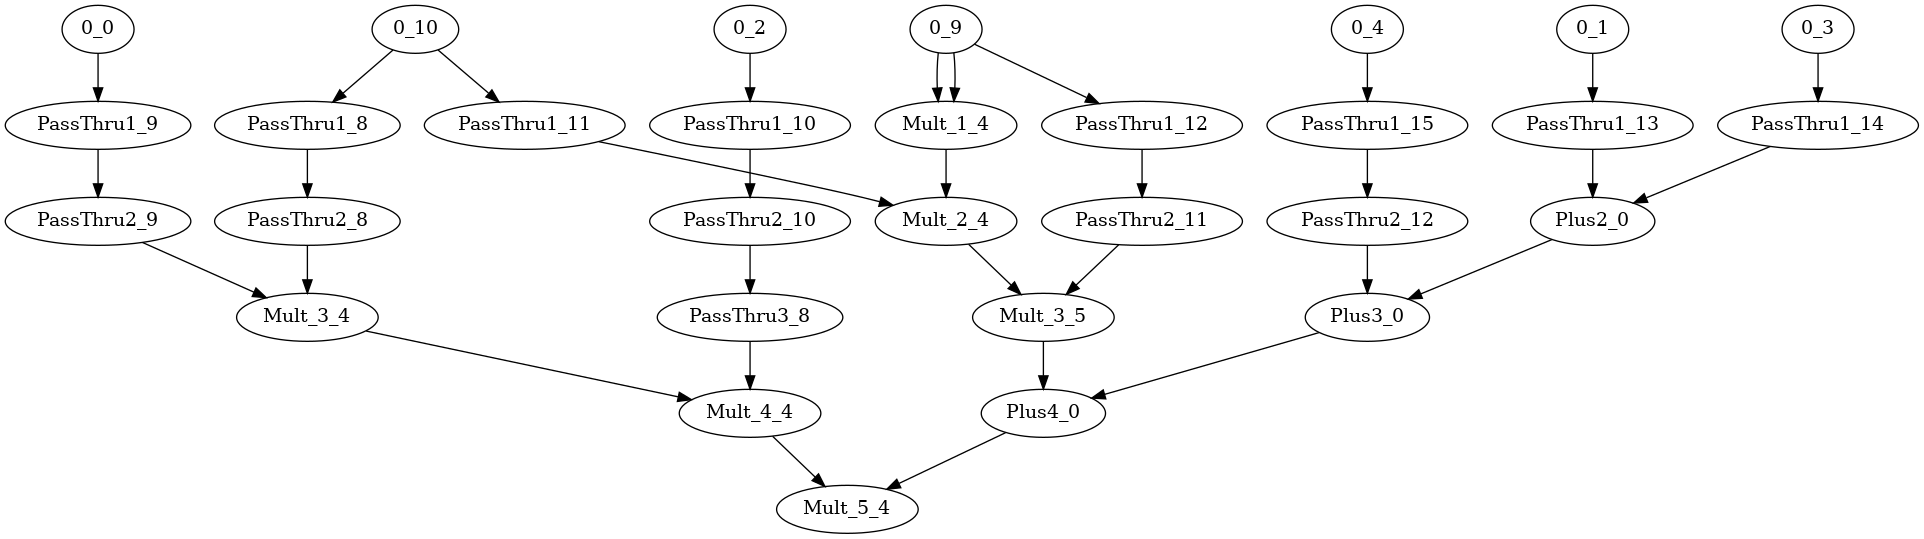 0_0 0_10 0_2 0_9 0_4 0_1 0_3
PassThru1_9 PassThru1_8 PassThru1_11 PassThru1_10 Mult_1_4 PassThru1_12 PassThru1_15 PassThru1_13 PassThru1_14
PassThru2_9 PassThru2_8 PassThru2_10 Mult_2_4 PassThru2_11 PassThru2_12 Plus2_0
Mult_3_4 PassThru3_8 Mult_3_5 Plus3_0
Mult_4_4 Plus4_0
Mult_5_4